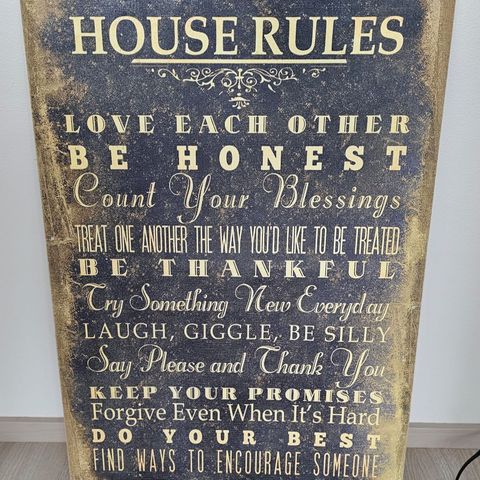 HOUSE RULES
LOVE EACH OTHER
BE HONEST
Count Your Blessings
TREAT ONE ANOTHER THE WAY YOU'D LIKE TO BE TREATED
BE THANKFUL
Try Something New Everyday
LAUGH, GIGGLE, BE SILLY
Say Please and Thank You
KEEP YOUR PROMISES
Forgive Even When It's Hard
DO YOUR BEST
FIND WAYS TO ENCOURAGE SOMEONE